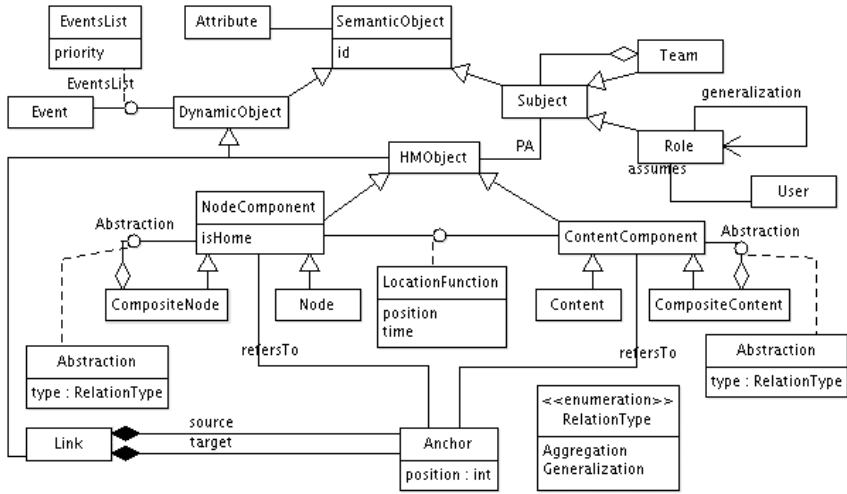 EventsList
priority
Attribute
SemanticObject
id
Team
EventsList
Event
DynamicObject
Subject
generalization
PA
HMObject
Role
assumes
User
NodeComponent
isHome
Abstraction
ContentComponent
Abstraction
CompositeNode
Node
LocationFunction
position
time
Content
CompositeContent
refersTo
refersTo
Abstraction
type : RelationType
Abstraction
type : RelationType
<<enumeration>>
RelationType
Aggregation
Generalization
source
target
Link
Anchor
position : int